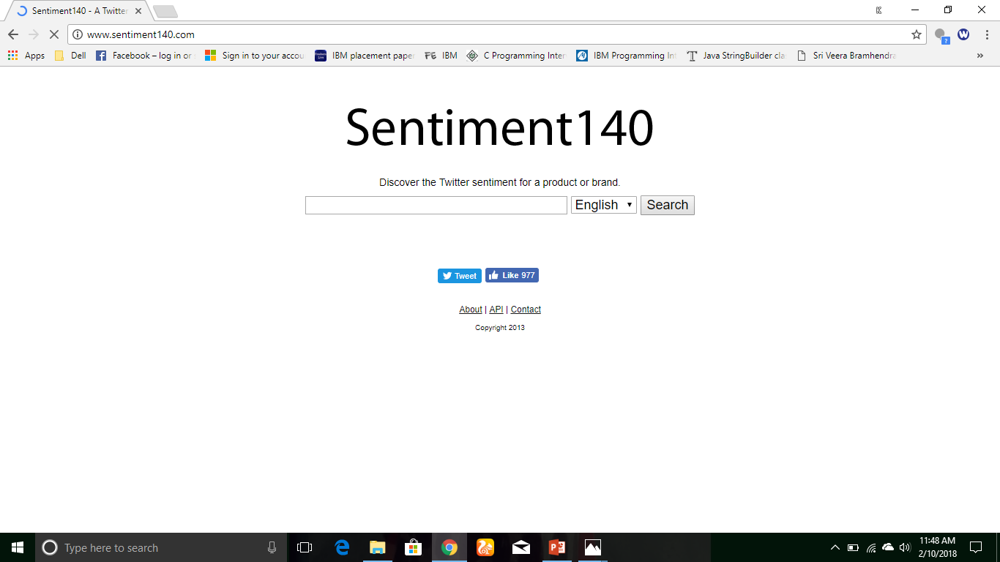 Sentiment140 - A Twitter
K
www.sentiment140.com
Apps Dell Facebook – log in or Sign in to your accou IBM placement pape FE IBM C Programming Inter IBM Programming In T Java StringBuilder cla Sri Veera Bramhendra »
Sentiment140
Discover the Twitter sentiment for a product or brand.
English Search
Tweet Like 977
About | API | Contact
Copyright 2013
Type here to search
11:48 AM
2/10/2018